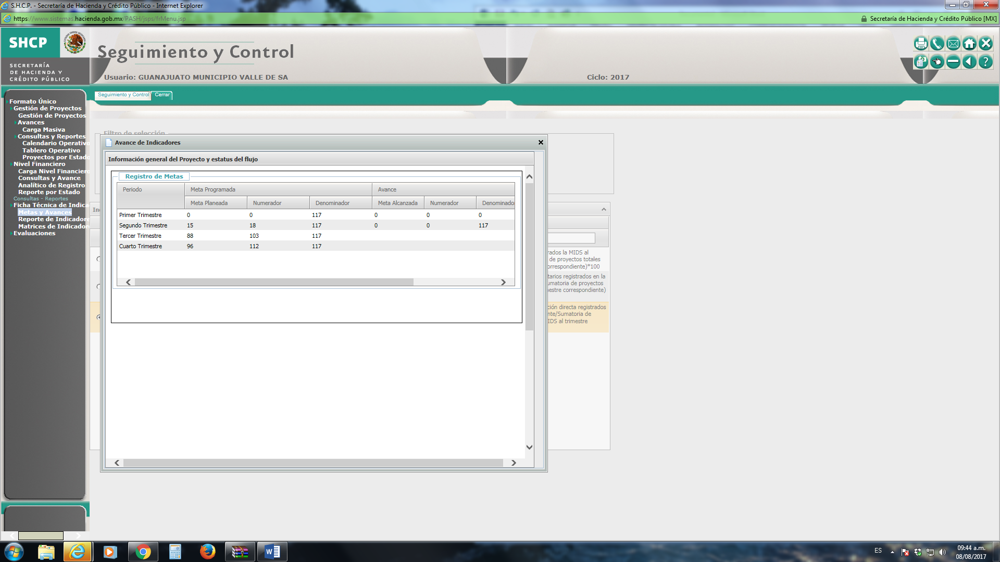 S.H.C.P. - Secretaría de Hacienda y Crédito Público - Internet Explorer
https://www.sistemas.hacienda.gob.mx/PASH/jsps/frMenu.jsp
Secretaría de Hacienda y Crédito Público [MX]
SHCP
SECRETARÍA
DE HACIENDA Y
CRÉDITO PÚBLICO
Seguimiento y Control
Usuario: GUANAJUATO MUNICIPIO VALLE DE SA
Ciclo: 2017
Seguimiento y Control
Cerrar
Formato Único
Gestión de Proyectos
Gestión de Proyectos
Avances
Carga Masiva
Consultas y Reportes
Calendario Operativo
Tablero Operativo
Proyectos por Estado
Nivel Financiero
Carga Nivel Financiero
Consultas y Avance
Analítico de Registro
Reporte por Estado
Consultas - Reportes
Ficha Técnica de Indica
Metas y Avances
Reporte de Indicadore
Matrices de Indicador
Evaluaciones
Filtro de selección
Avance de Indicadores
Información general del Proyecto y estatus del flujo
Registro de Metas
Periodo Meta Programada Avance
Meta Planeada Numerador Denominador Meta Alcanzada Numerador Denominado
Primer Trimestre 0 0 117 0 0 0
Segundo Trimestre 15 18 117 0 0 117
Tercer Trimestre 88 103 117
Cuarto Trimestre 96 112 117
In
rados la MIDS al
de proyectos totales
orrespondiente)*100
tarios registrados en la
umatoria de proyectos
nestre correspondiente)
ción directa registrados
nte/Sumatoria de
IDS al trimestre
ES
09:44 a.m.
08/08/2017